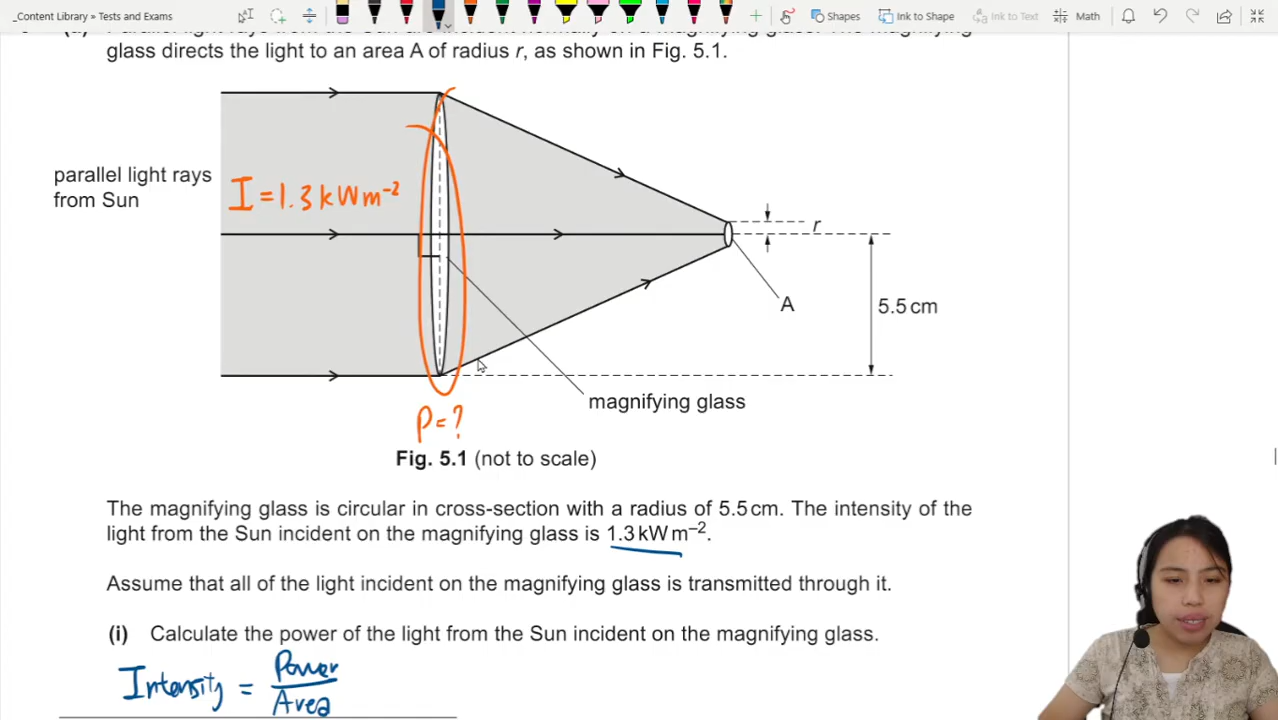 _Content Library » Tests and Exams
Shapes
Ink to Shape
Ink to Text
Math
glass directs the light to an area A of radius r, as shown in Fig. 5.1.
parallel light rays
from Sun
I = 1.3 kWm⁻²
r
A
5.5 cm
magnifying glass
P = ?
Fig. 5.1 (not to scale)
The magnifying glass is circular in cross-section with a radius of 5.5 cm. The intensity of the
light from the Sun incident on the magnifying glass is 1.3 kW m⁻².
Assume that all of the light incident on the magnifying glass is transmitted through it.
(i) Calculate the power of the light from the Sun incident on the magnifying glass.
Intensity = Power
Area